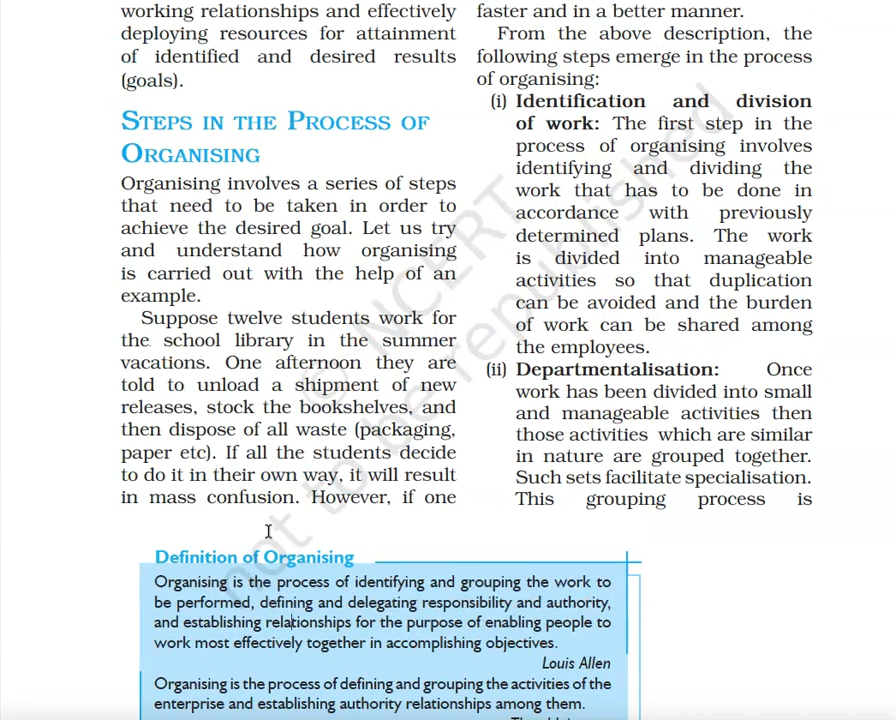 working relationships and effectively
deploying resources for attainment
of identified and desired results
(goals).
STEPS IN THE PROCESS OF
ORGANISING
Organising involves a series of steps
that need to be taken in order to
achieve the desired goal. Let us try
and understand how organising
is carried out with the help of an
example.
Suppose twelve students work for
the school library in the summer
vacations. One afternoon they are
told to unload a shipment of new
releases, stock the bookshelves, and
then dispose of all waste (packaging,
paper etc). If all the students decide
to do it in their own way, it will result
in mass confusion. However, if one
faster and in a better manner.
From the above description, the
following steps emerge in the process
of organising:
(i) Identification and division
of work: The first step in the
process of organising involves
identifying and dividing the
work that has to be done in
accordance with previously
determined plans. The work
is divided into manageable
activities so that duplication
can be avoided and the burden
of work can be shared among
the employees.
(ii) Departmentalisation: Once
work has been divided into small
and manageable activities then
those activities which are similar
in nature are grouped together.
Such sets facilitate specialisation.
This grouping process is
Definition of Organising
Organising is the process of identifying and grouping the work to
be performed, defining and delegating responsibility and authority,
and establishing relationships for the purpose of enabling people to
work most effectively together in accomplishing objectives.
Louis Allen
Organising is the process of defining and grouping the activities of the
enterprise and establishing authority relationships among them.
© NCERT
not to be republished